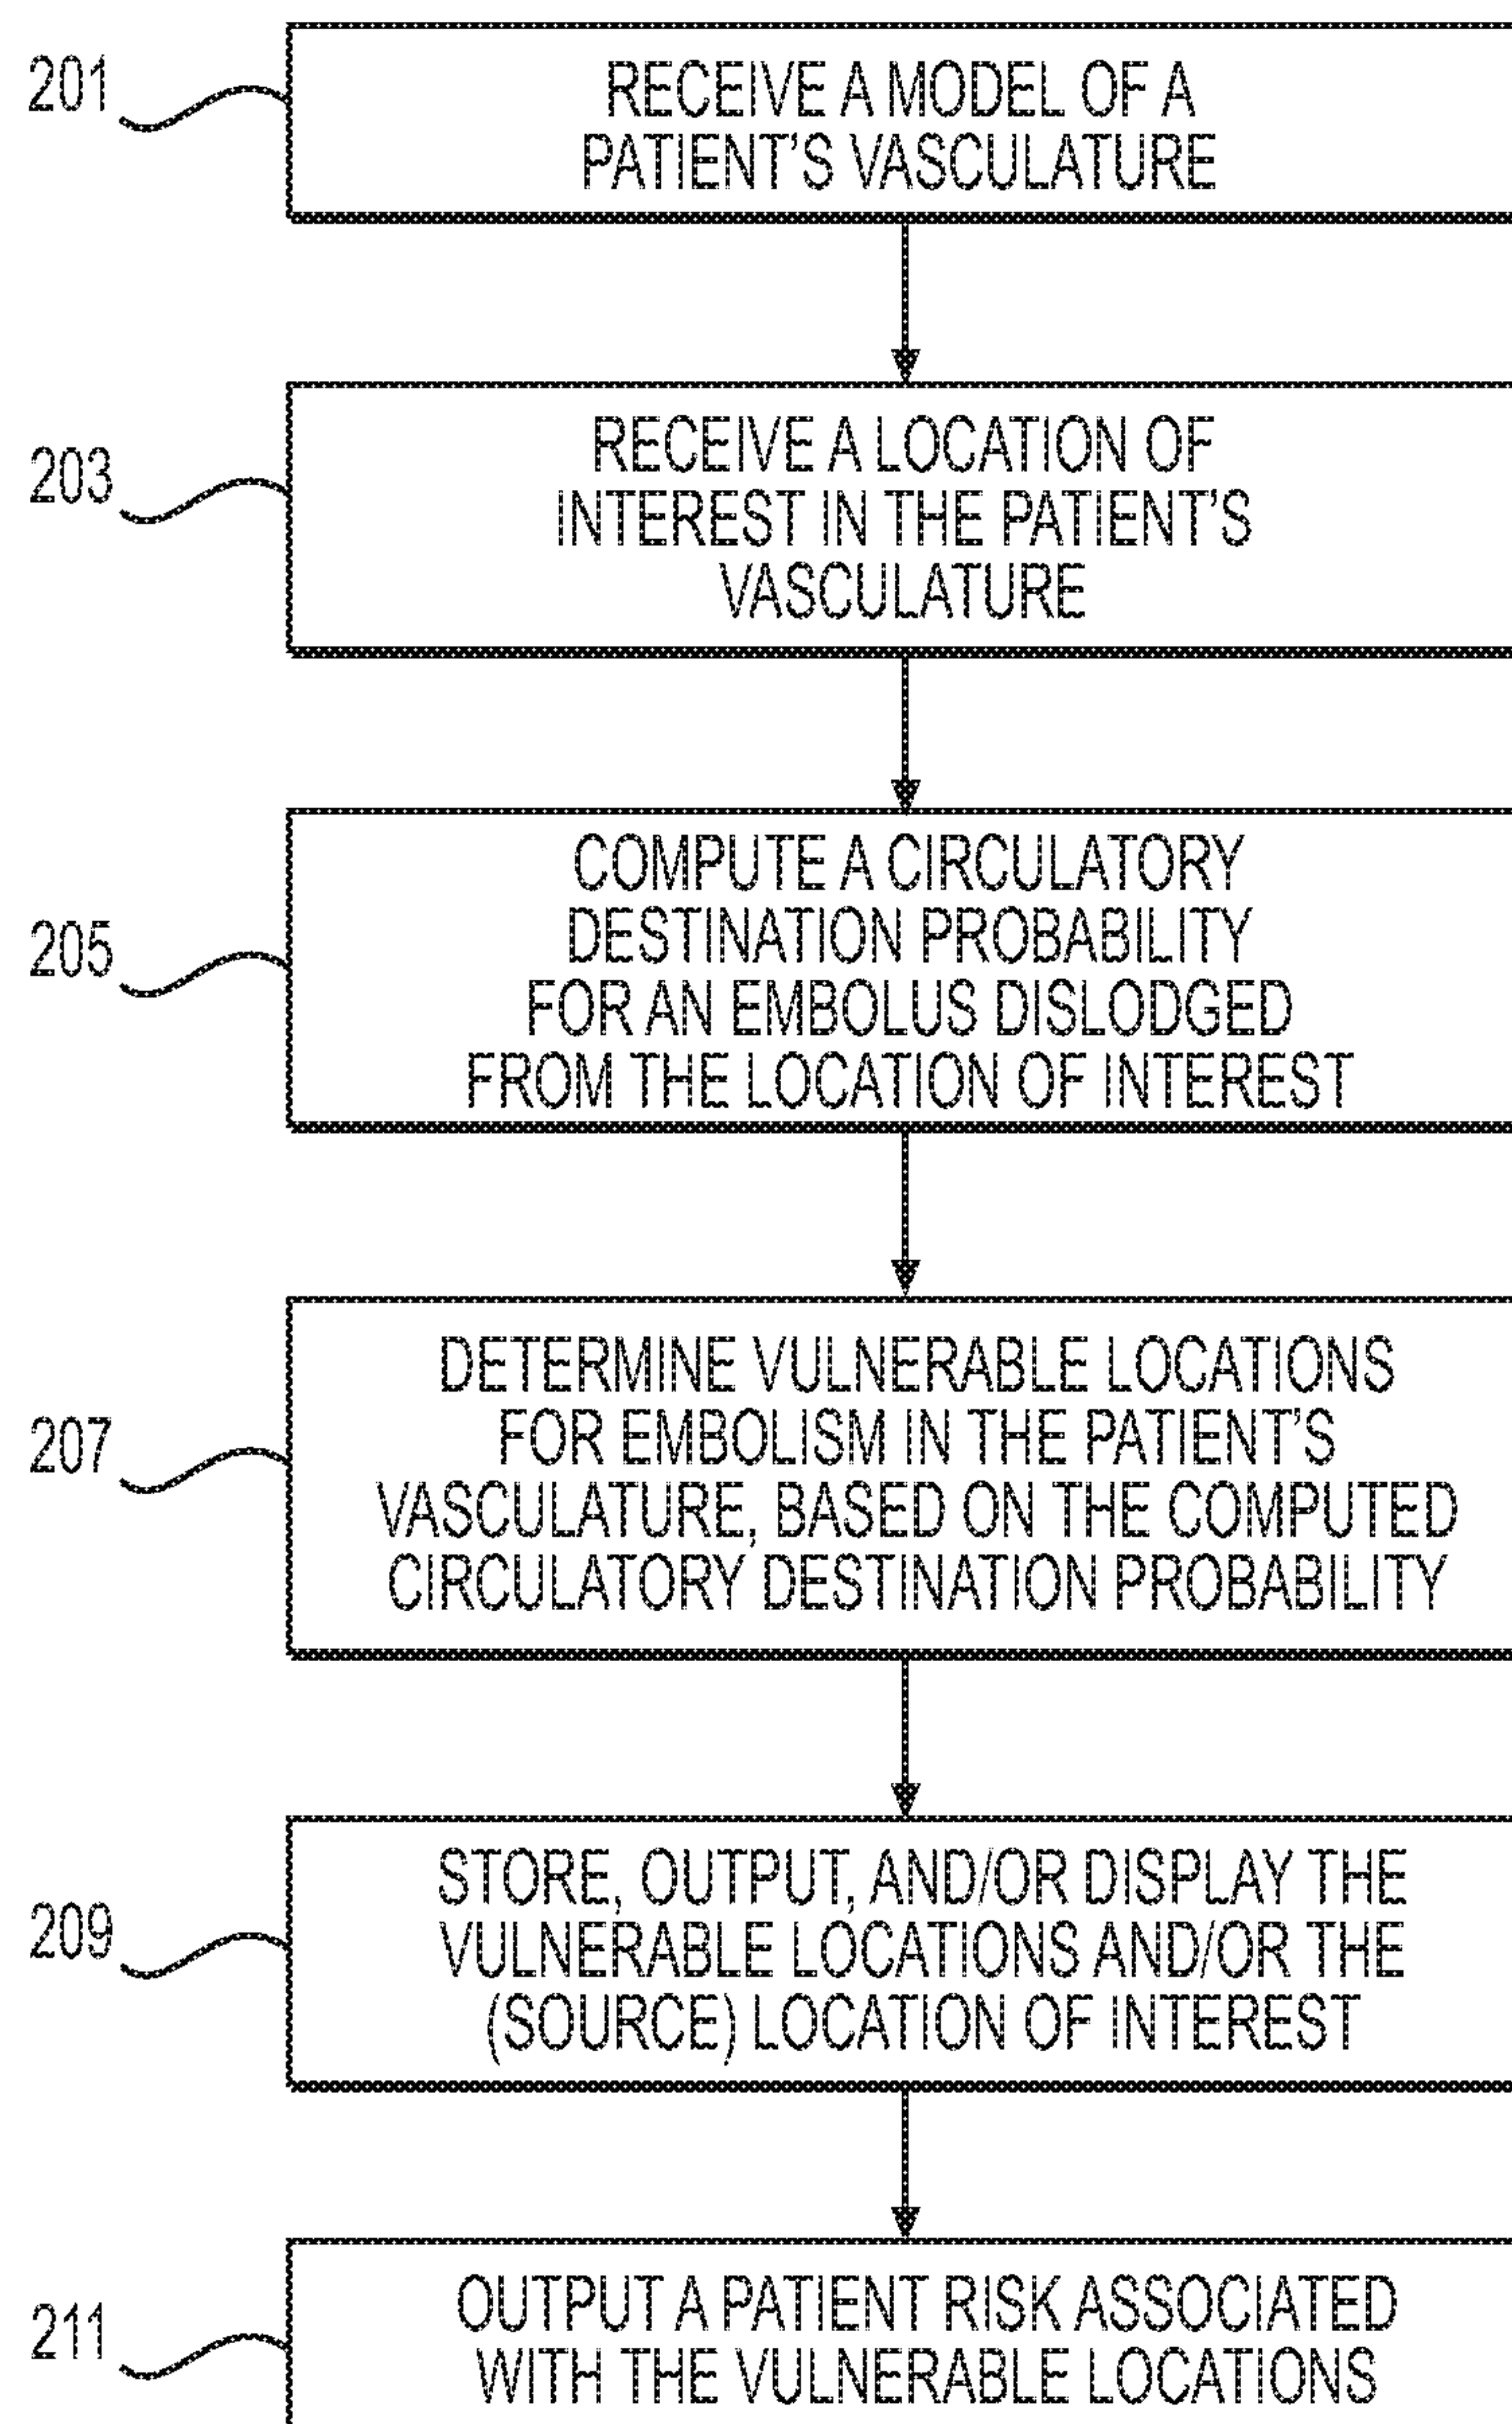 201
RECEIVE A MODEL OF A
PATIENT'S VASCULATURE
203
RECEIVE A LOCATION OF
INTEREST IN THE PATIENT'S
VASCULATURE
205
COMPUTE A CIRCULATORY
DESTINATION PROBABILITY
FOR AN EMBOLUS DISLODGED
FROM THE LOCATION OF INTEREST
207
DETERMINE VULNERABLE LOCATIONS
FOR EMBOLISM IN THE PATIENT'S
VASCULATURE, BASED ON THE COMPUTED
CIRCULATORY DESTINATION PROBABILITY
209
STORE, OUTPUT, AND/OR DISPLAY THE
VULNERABLE LOCATIONS AND/OR THE
(SOURCE) LOCATION OF INTEREST
211
OUTPUT A PATIENT RISK ASSOCIATED
WITH THE VULNERABLE LOCATIONS